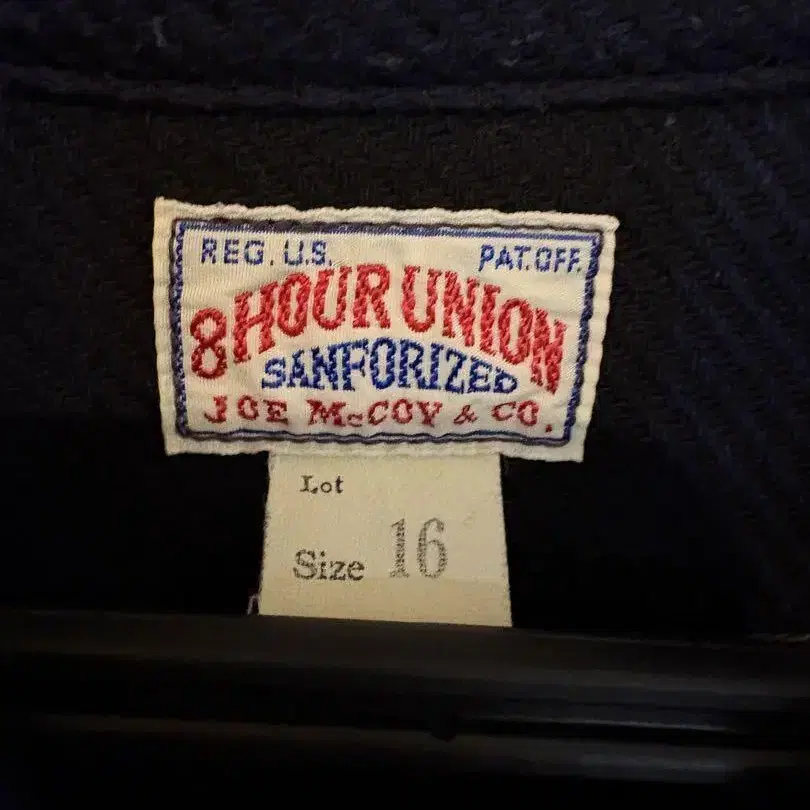 REG. U.S. PAT. OFF.
8 HOUR UNION
SANFORIZED
JOE McCOY & CO.
Lot
Size 16